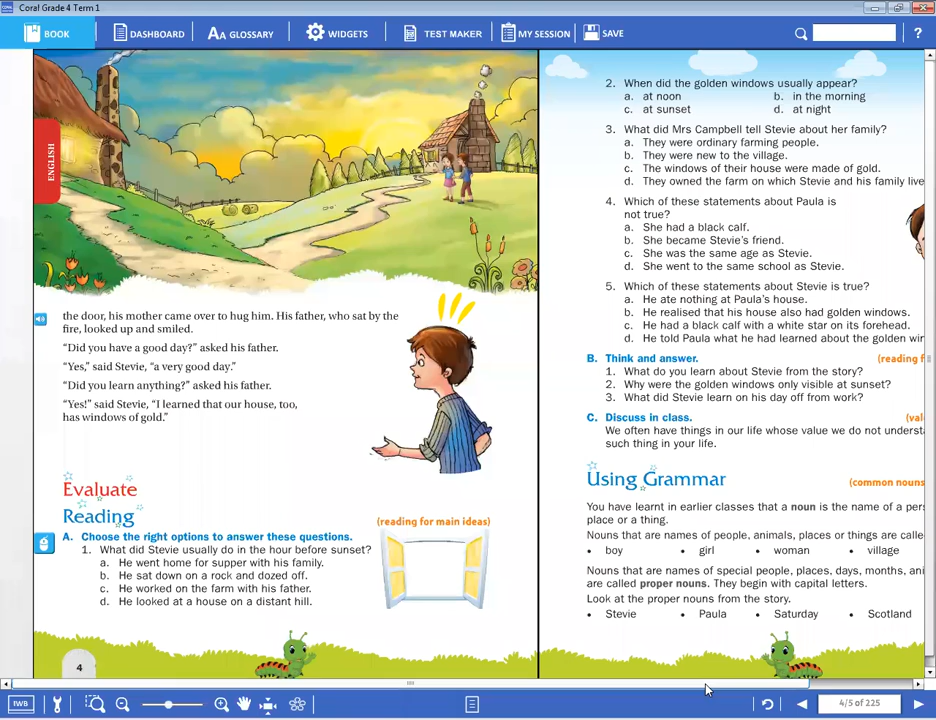 Coral Grade 4 Term 1
BOOK
DASHBOARD
AA GLOSSARY
WIDGETS
TEST MAKER
MY SESSION
SAVE
?
ENGLISH
the door, his mother came over to hug him. His father, who sat by the
fire, looked up and smiled.
“Did you have a good day?” asked his father.
“Yes,” said Stevie, “a very good day.”
“Did you learn anything?” asked his father.
“Yes!” said Stevie, “I learned that our house, too,
has windows of gold.”
Evaluate
Reading
(reading for main ideas)
A. Choose the right options to answer these questions.
1. What did Stevie usually do in the hour before sunset?
a. He went home for supper with his family.
b. He sat down on a rock and dozed off.
c. He worked on the farm with his father.
d. He looked at a house on a distant hill.
4
2. When did the golden windows usually appear?
a. at noon b. in the morning
c. at sunset d. at night
3. What did Mrs Campbell tell Stevie about her family?
a. They were ordinary farming people.
b. They were new to the village.
c. The windows of their house were made of gold.
d. They owned the farm on which Stevie and his family live
4. Which of these statements about Paula is
not true?
a. She had a black calf.
b. She became Stevie’s friend.
c. She was the same age as Stevie.
d. She went to the same school as Stevie.
5. Which of these statements about Stevie is true?
a. He ate nothing at Paula’s house.
b. He realised that his house also had golden windows.
c. He had a black calf with a white star on its forehead.
d. He told Paula what he had learned about the golden win
B. Think and answer. (reading f
1. What do you learn about Stevie from the story?
2. Why were the golden windows only visible at sunset?
3. What did Stevie learn on his day off from work?
C. Discuss in class. (val
We often have things in our life whose value we do not underst
such thing in your life.
Using Grammar (common nouns
You have learnt in earlier classes that a noun is the name of a pers
place or a thing.
Nouns that are names of people, animals, places or things are calle
• boy • girl • woman • village
Nouns that are names of special people, places, days, months, ani
are called proper nouns. They begin with capital letters.
Look at the proper nouns from the story.
• Stevie • Paula • Saturday • Scotland
IWB
4/5 of 225